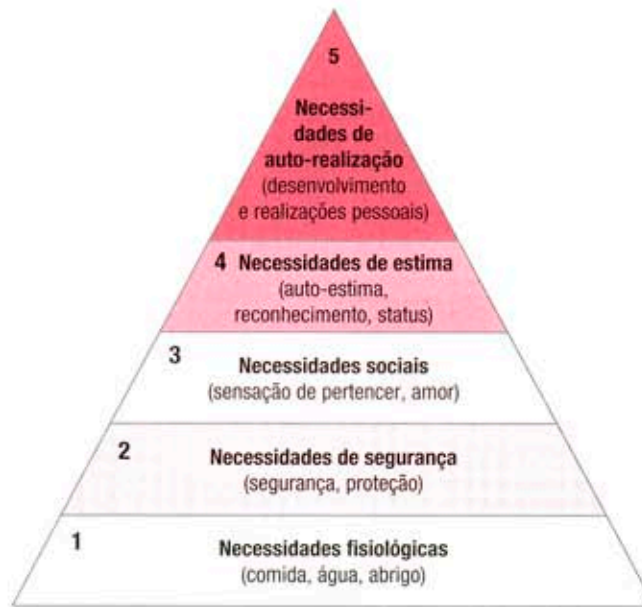 5
Necessi-
dades de
auto-realização
(desenvolvimento
e realizações pessoais)
4 Necessidades de estima
(auto-estima,
reconhecimento, status)
3
Necessidades sociais
(sensação de pertencer, amor)
2
Necessidades de segurança
(segurança, proteção)
1
Necessidades fisiológicas
(comida, água, abrigo)